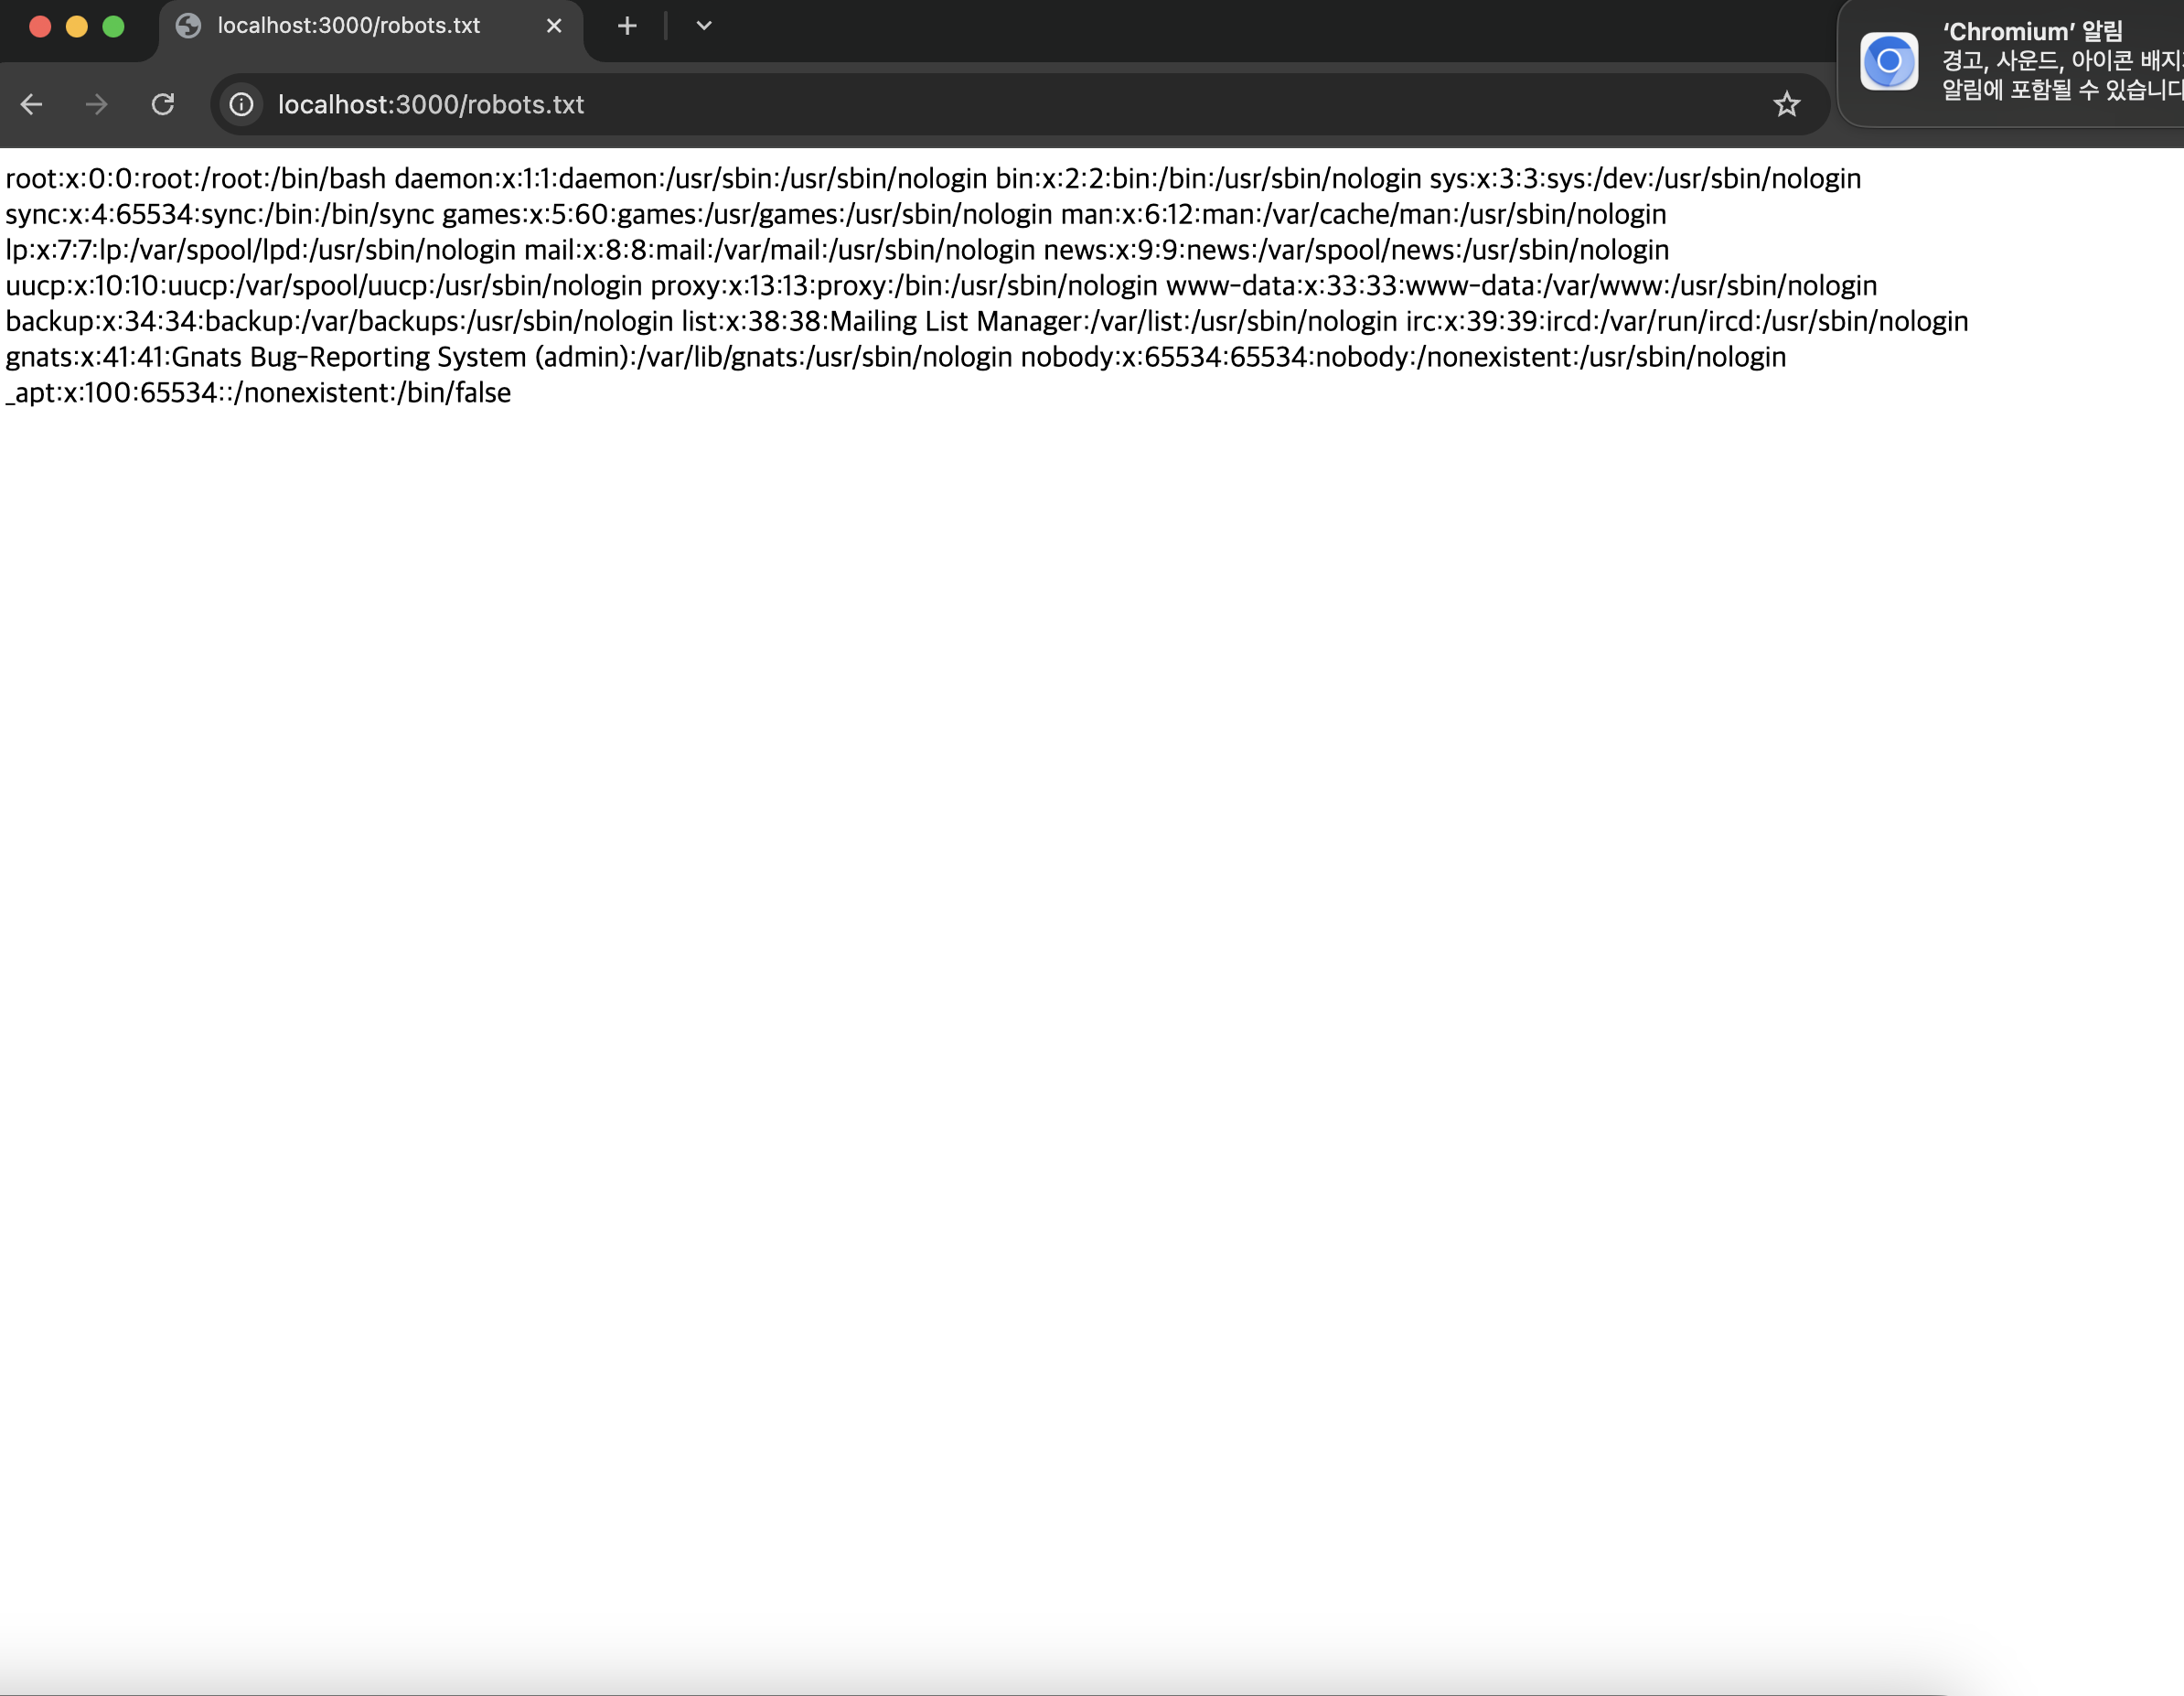 localhost:3000/robots.txt
‘Chromium’ 알림
경고, 사운드, 아이콘
알림에 포함될 수
localhost:3000/robots.txt
root:x:0:0:root:/root:/bin/bash daemon:x:1:1:daemon:/usr/sbin:/usr/sbin/nologin bin:x:2:2:bin:/bin:/usr/sbin/nologin sys:x:3:3:sys:/dev:/usr/sbin/nologin
sync:x:4:65534:sync:/bin:/bin/sync games:x:5:60:games:/usr/games:/usr/sbin/nologin man:x:6:12:man:/var/cache/man:/usr/sbin/nologin
lp:x:7:7:lp:/var/spool/lpd:/usr/sbin/nologin mail:x:8:8:mail:/var/mail:/usr/sbin/nologin news:x:9:9:news:/var/spool/news:/usr/sbin/nologin
uucp:x:10:10:uucp:/var/spool/uucp:/usr/sbin/nologin proxy:x:13:13:proxy:/bin:/usr/sbin/nologin www-data:x:33:33:www-data:/var/www:/usr/sbin/nologin
backup:x:34:34:backup:/var/backups:/usr/sbin/nologin list:x:38:38:Mailing List Manager:/var/list:/usr/sbin/nologin irc:x:39:39:ircd:/var/run/ircd:/usr/sbin/nologin
gnats:x:41:41:Gnats Bug-Reporting System (admin):/var/lib/gnats:/usr/sbin/nologin nobody:x:65534:65534:nobody:/nonexistent:/usr/sbin/nologin
_apt:x:100:65534::/nonexistent:/bin/false